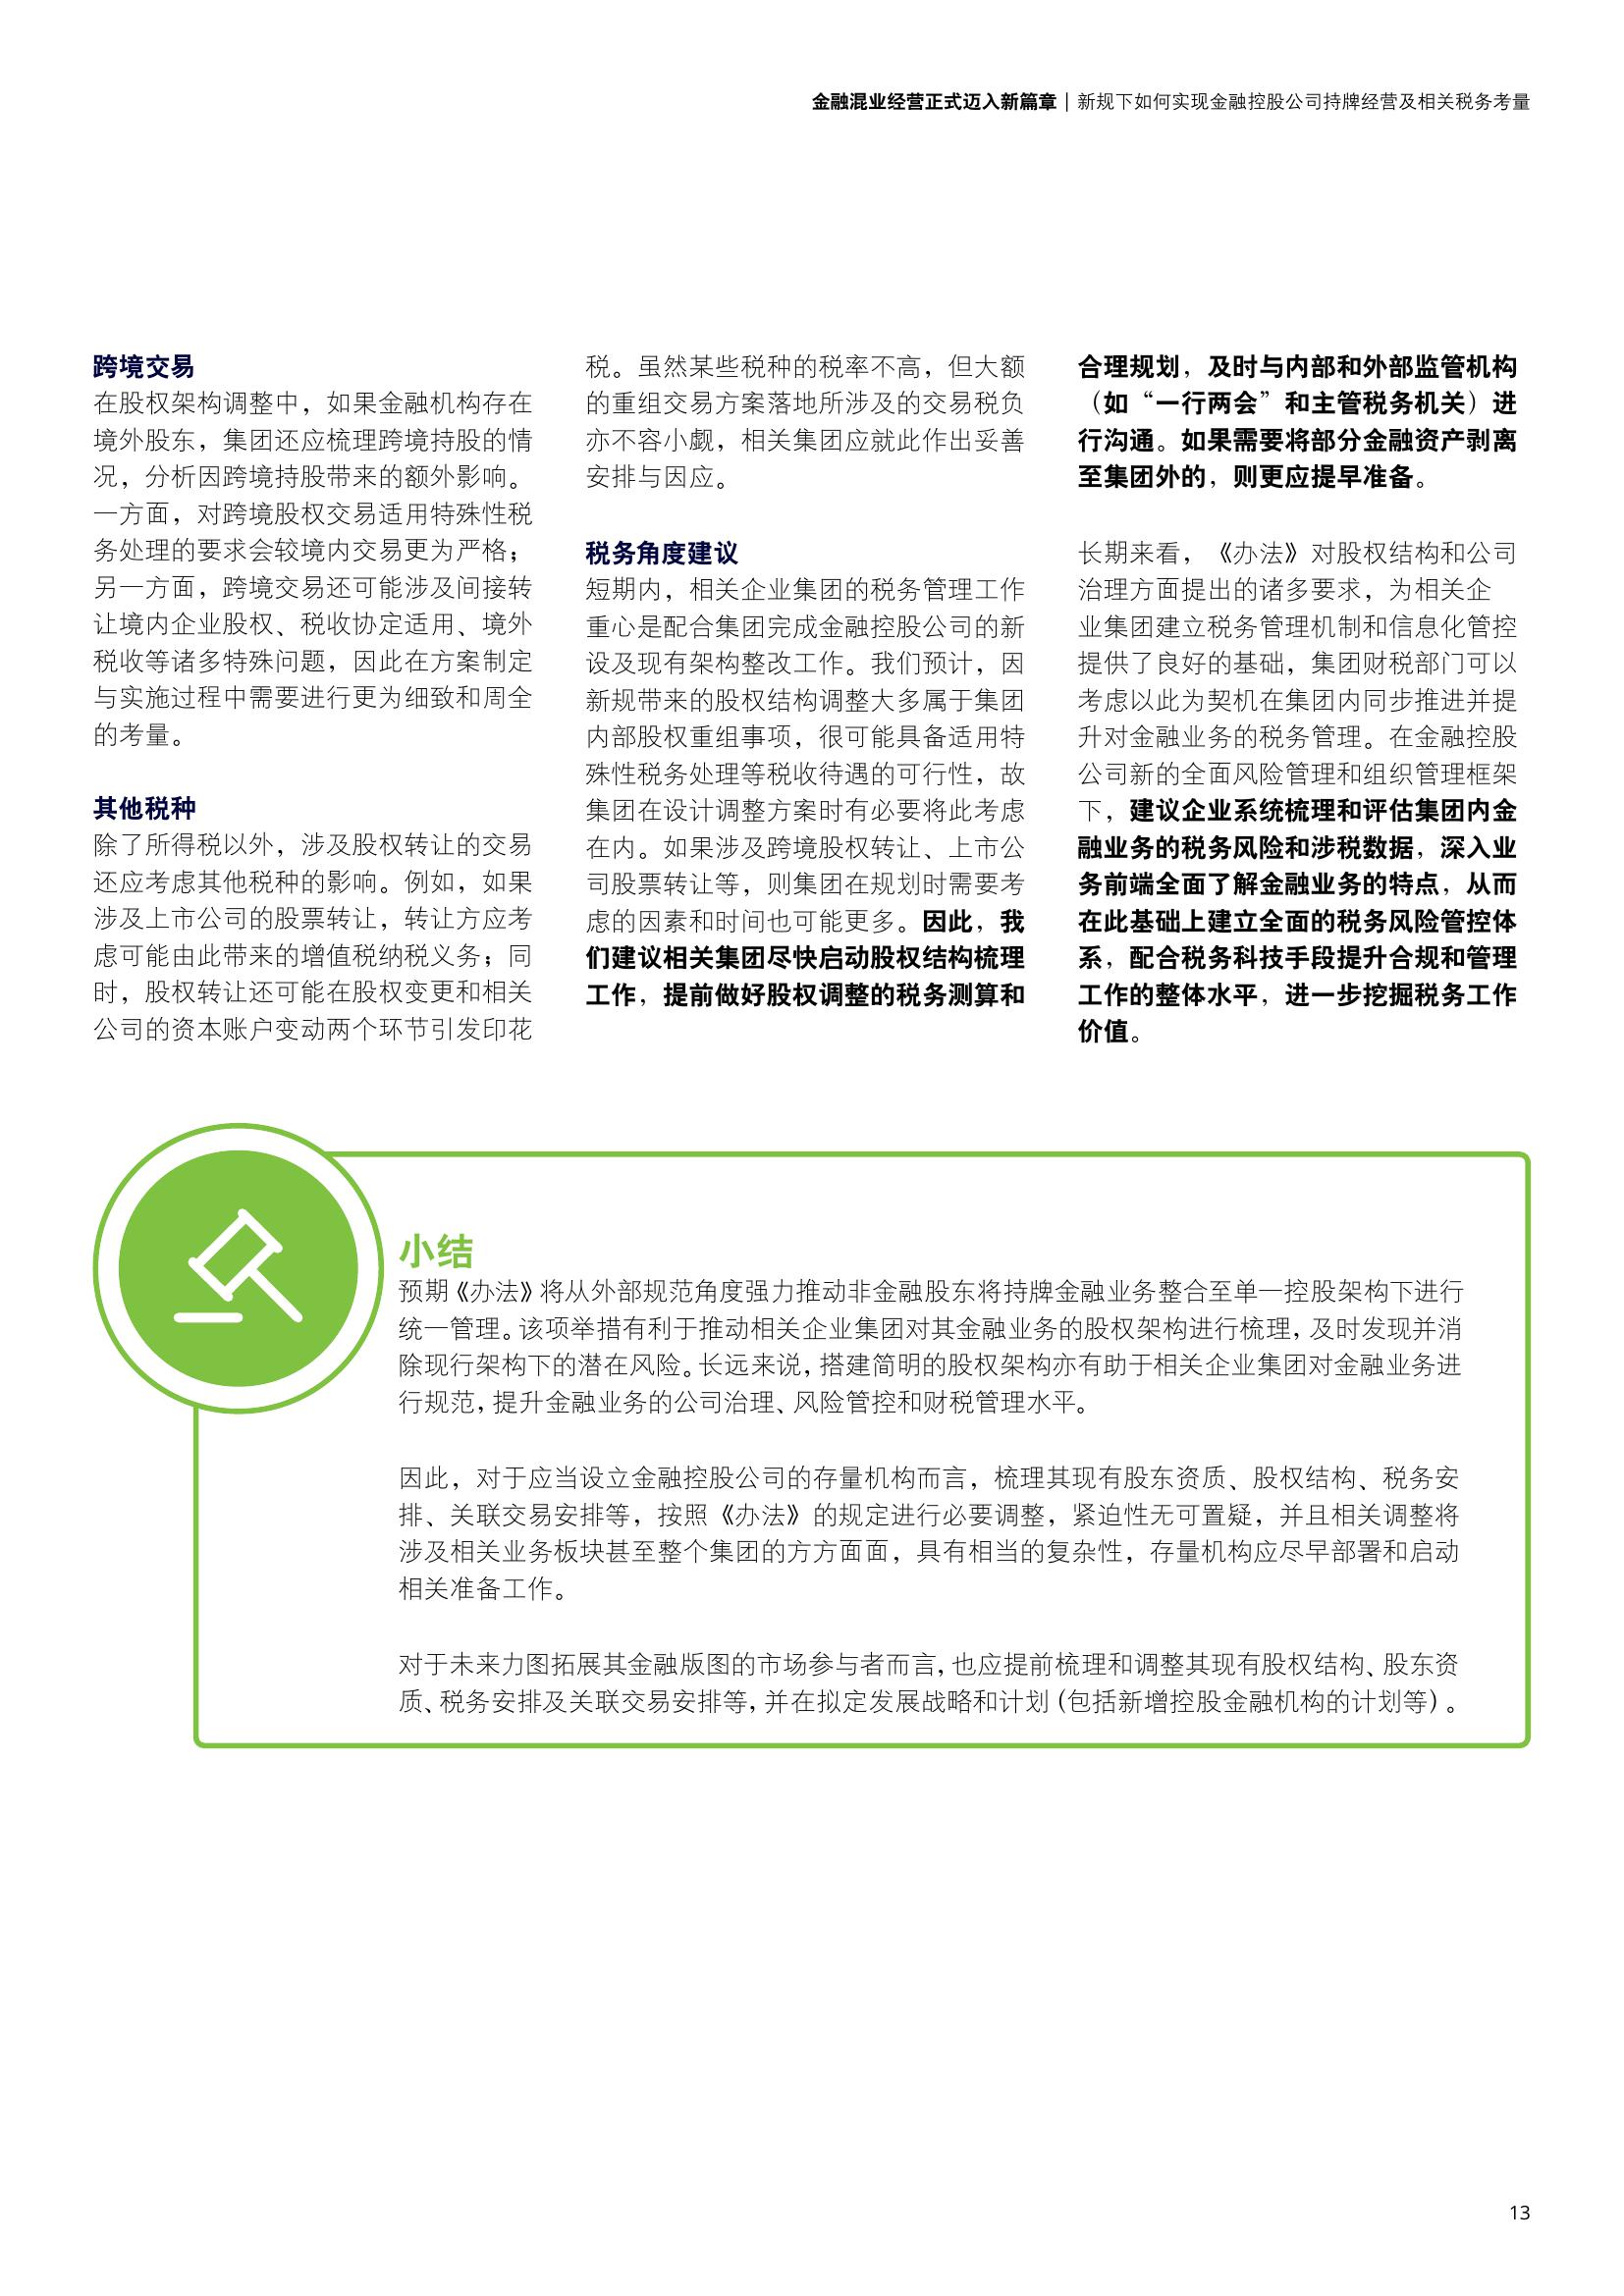 金融混业经营正式迈入新篇章 | 新规下如何实现金融控股公司持牌经营及相关税务考量
跨境交易
在股权架构调整中，如果金融机构存在
境外股东，集团还应梳理跨境持股的情
况，分析因跨境持股带来的额外影响。
一方面，对跨境股权交易适用特殊性税
务处理的要求会较境内交易更为严格；
另一方面，跨境交易还可能涉及间接转
让境内企业股权、税收协定适用、境外
税收等诸多特殊问题，因此在方案制定
与实施过程中需要进行更为细致和周全
的考量。
其他税种
除了所得税以外，涉及股权转让的交易
还应考虑其他税种的影响。例如，如果
涉及上市公司的股票转让，转让方应考
虑可能由此带来的增值税纳税义务；同
时，股权转让还可能在股权变更和相关
公司的资本账户变动两个环节引发印花
税。虽然某些税种的税率不高，但大额
的重组交易方案落地所涉及的交易税负
亦不容小觑，相关集团应就此作出妥善
安排与因应。
税务角度建议
短期内，相关企业集团的税务管理工作
重心是配合集团完成金融控股公司的新
设及现有架构整改工作。我们预计，因
新规带来的股权结构调整大多属于集团
内部股权重组事项，很可能具备适用特
殊性税务处理等税收待遇的可行性，故
集团在设计调整方案时有必要将此考虑
在内。如果涉及跨境股权转让、上市公
司股票转让等，则集团在规划时需要考
虑的因素和时间也可能更多。因此，我
们建议相关集团尽快启动股权结构梳理
工作，提前做好股权调整的税务测算和
合理规划，及时与内部和外部监管机构
（如“一行两会”和主管税务机关）进
行沟通。如果需要将部分金融资产剥离
至集团外的，则更应提早准备。
长期来看，《办法》对股权结构和公司
治理方面提出的诸多要求，为相关企
业集团建立税务管理机制和信息化管控
提供了良好的基础，集团财税部门可以
考虑以此为契机在集团内同步推进并提
升对金融业务的税务管理。在金融控股
公司新的全面风险管理和组织管理框架
下，建议企业系统梳理和评估集团内金
融业务的税务风险和涉税数据，深入业
务前端全面了解金融业务的特点，从而
在此基础上建立全面的税务风险管控体
系，配合税务科技手段提升合规和管理
工作的整体水平，进一步挖掘税务工作
价值。
小结
预期《办法》将从外部规范角度强力推动非金融股东将持牌金融业务整合至单一控股架构下进行
统一管理。该项举措有利于推动相关企业集团对其金融业务的股权架构进行梳理，及时发现并消
除现行架构下的潜在风险。长远来说，搭建简明的股权架构亦有助于相关企业集团对金融业务进
行规范，提升金融业务的公司治理、风险管控和财税管理水平。
因此，对于应当设立金融控股公司的存量机构而言，梳理其现有股东资质、股权结构、税务安
排、关联交易安排等，按照《办法》的规定进行必要调整，紧迫性无可置疑，并且相关调整将
涉及相关业务板块甚至整个集团的方方面面，具有相当的复杂性，存量机构应尽早部署和启动
相关准备工作。
对于未来力图拓展其金融版图的市场参与者而言，也应提前梳理和调整其现有股权结构、股东资
质、税务安排及关联交易安排等，并在拟定发展战略和计划（包括新增控股金融机构的计划等）。
13